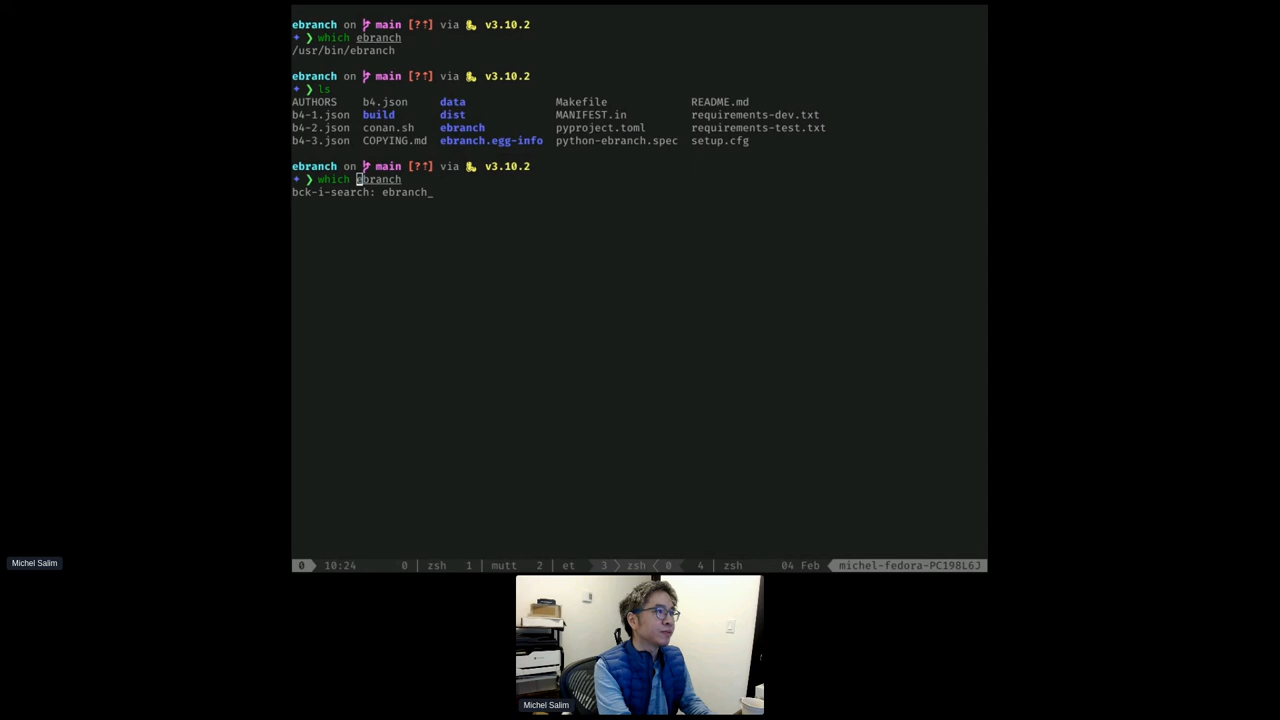 ebranch on main [?⇡] via v3.10.2
✦ ❯ which ebranch
/usr/bin/ebranch
ebranch on main [?⇡] via v3.10.2
✦ ❯ ls
AUTHORS b4.json data Makefile README.md
b4-1.json build dist MANIFEST.in requirements-dev.txt
b4-2.json conan.sh ebranch pyproject.toml requirements-test.txt
b4-3.json COPYING.md ebranch.egg-info python-ebranch.spec setup.cfg
ebranch on main [?⇡] via v3.10.2
✦ ❯ which ebranch
bck-i-search: ebranch_
Michel Salim
0 10:24 0 | zsh 1 | mutt 2 | et 3 zsh 0 4 | zsh 04 Feb michel-fedora-PC198L6J
Michel Salim